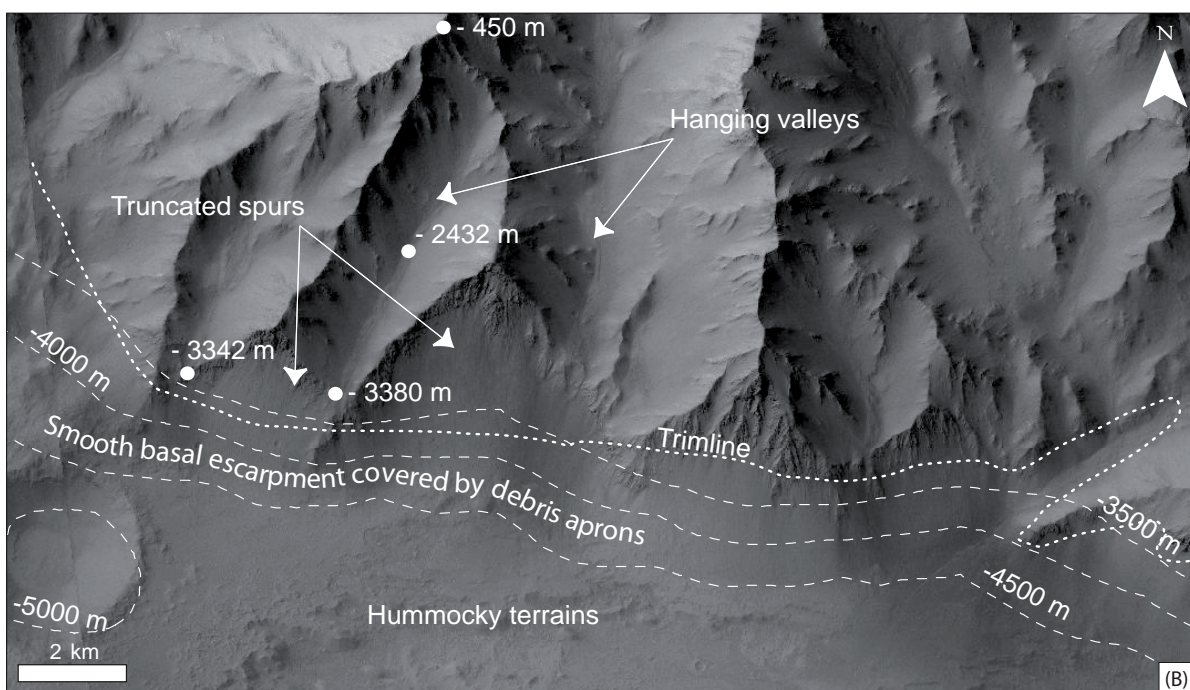 - 450 m
N
Hanging valleys
Truncated spurs
- 2432 m
- 3342 m
-4000 m
- 3380 m
Trimline
Smooth basal escarpment covered by debris aprons
-3500 m
-4500 m
-5000 m
Hummocky terrains
2 km
(B)